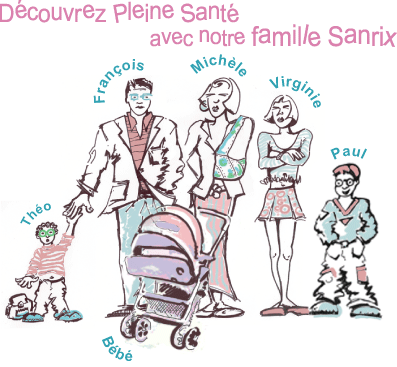 Découvrez Pleine Santé
avec notre famille Sanrix
François
Michèle
Virginie
Paul
Théo
Bébé